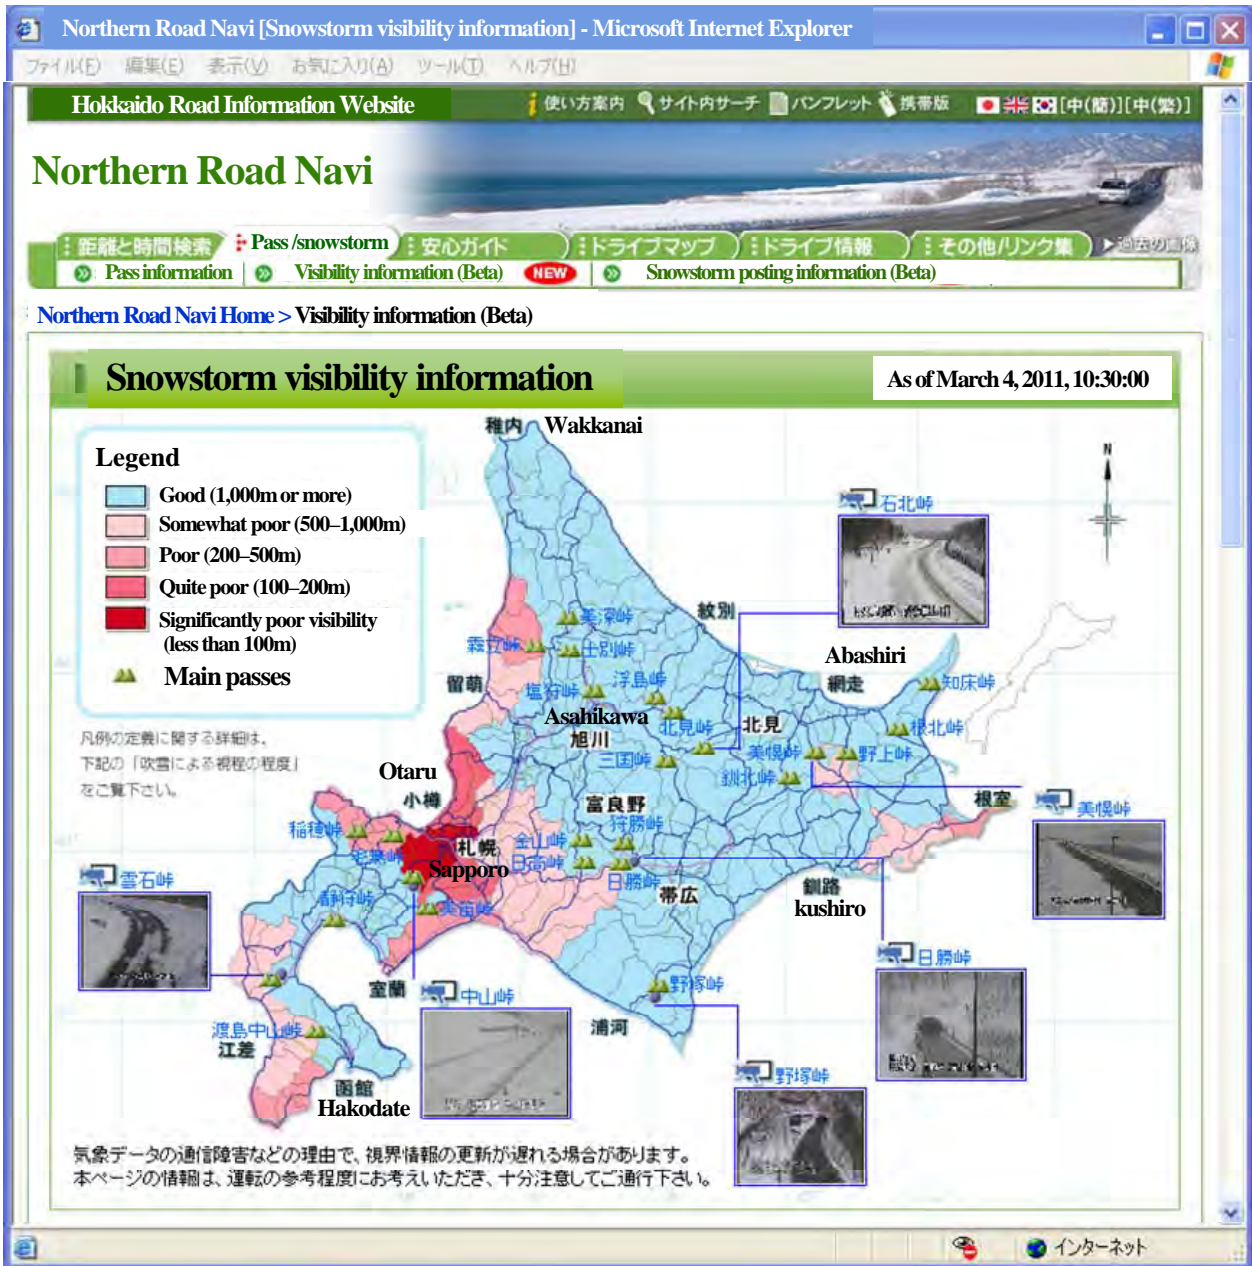 Northern Road Navi [Snowstorm visibility information] - Microsoft Internet Explorer
ファイル(F) 編集(E) 表示(V) お気に入り(A) ツール(T) ヘルプ(H)
Hokkaido Road Information Website
使い方案内 サイト内サーチ パンフレット 携帯版 [中(簡)][中(繁)]
Northern Road Navi
距離と時間検索 Pass /snowstorm 安心ガイド ドライブマップ ドライブ情報 その他/リンク集 過去の画像
Pass information Visibility information (Beta) NEW Snowstorm posting information (Beta)
Northern Road Navi Home > Visibility information (Beta)
Snowstorm visibility information
As of March 4, 2011, 10:30:00
稚内 Wakkanai
Legend
Good (1,000m or more)
Somewhat poor (500–1,000m)
Poor (200–500m)
Quite poor (100–200m)
Significantly poor visibility
(less than 100m)
Main passes
凡例の定義に関する詳細は、
下記の「吹雪による視程の程度」
をご覧下さい。
N
石北峠
紋別
美深峠
霧立峠
士別峠
Abashiri
網走
留萌
塩狩峠
浮島峠
知床峠
Asahikawa
旭川
北見峠
北見
根北峠
三国峠
美幌峠
野上峠
釧北峠
Otaru
小樽
富良野
根室
美幌峠
稲穂峠
狩勝峠
毛無峠
札幌
金山峠
Sapporo
日高峠
日勝峠
雲石峠
静狩峠
美笛峠
帯広
釧路
kushiro
日勝峠
室蘭
中山峠
野塚峠
渡島中山峠
江差
浦河
函館
Hakodate
野塚峠
気象データの通信障害などの理由で、視界情報の更新が遅れる場合があります。
本ページの情報は、運転の参考程度にお考えいただき、十分注意してご通行下さい。
インターネット